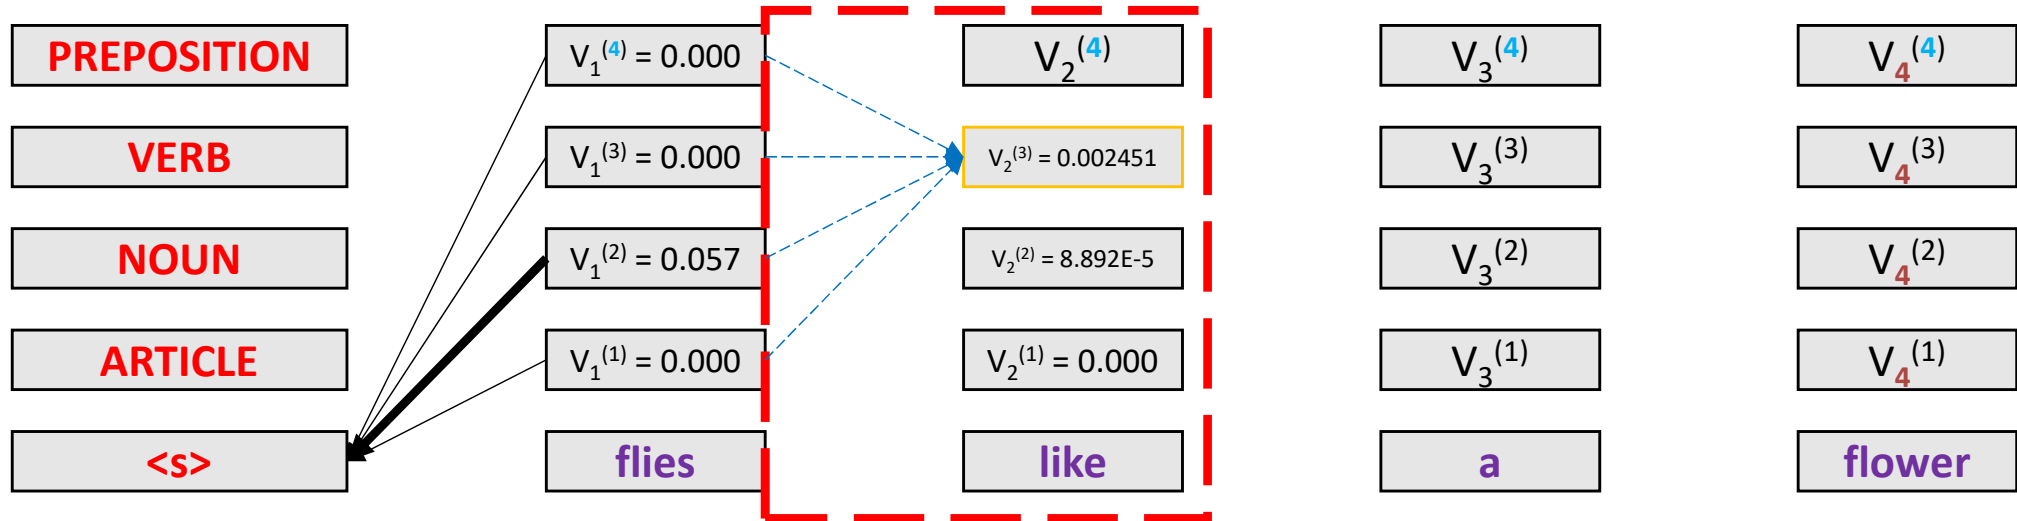 PREPOSITION V₁⁽⁴⁾ = 0.000 V₂⁽⁴⁾ V₃⁽⁴⁾ V₄⁽⁴⁾
VERB V₁⁽³⁾ = 0.000 V₂⁽³⁾ = 0.002451 V₃⁽³⁾ V₄⁽³⁾
NOUN V₁⁽²⁾ = 0.057 V₂⁽²⁾ = 8.892E-5 V₃⁽²⁾ V₄⁽²⁾
ARTICLE V₁⁽¹⁾ = 0.000 V₂⁽¹⁾ = 0.000 V₃⁽¹⁾ V₄⁽¹⁾
<s> flies like a flower